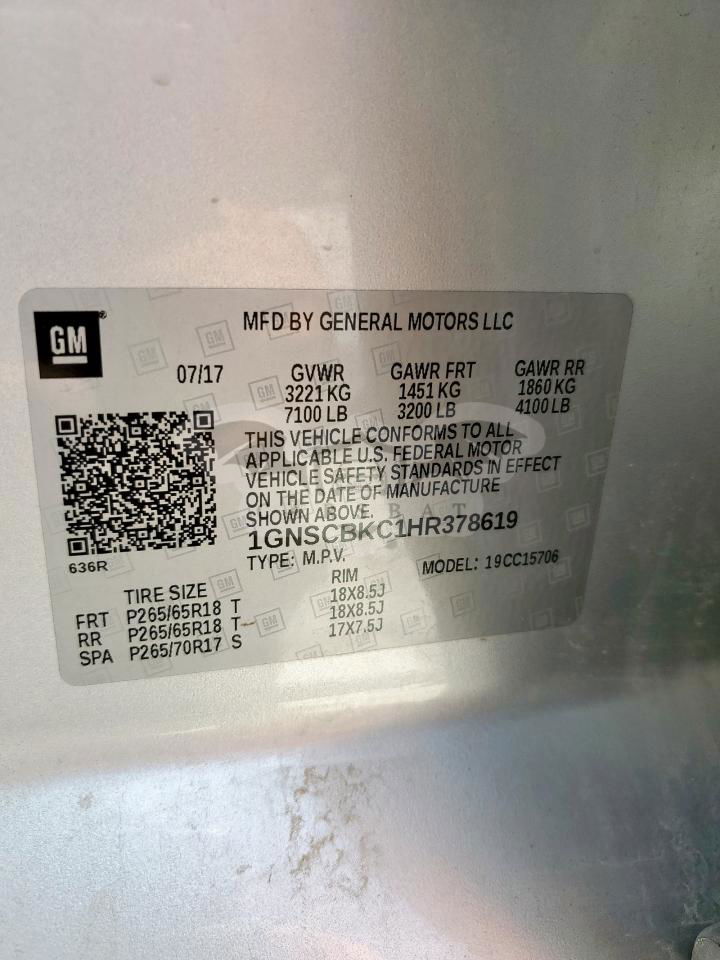 GM
MFD BY GENERAL MOTORS LLC
07/17
GVWR GAWR FRT GAWR RR
3221 KG 1451 KG 1860 KG
7100 LB 3200 LB 4100 LB
THIS VEHICLE CONFORMS TO ALL
APPLICABLE U.S. FEDERAL MOTOR
VEHICLE SAFETY STANDARDS IN EFFECT
ON THE DATE OF MANUFACTURE
SHOWN ABOVE.
1GNSCBKC1HR378619
636R
TYPE: M.P.V. MODEL: 19CC15706
TIRE SIZE RIM
FRT P265/65R18 T 18X8.5J
RR P265/65R18 T 18X8.5J
SPA P265/70R17 S 17X7.5J